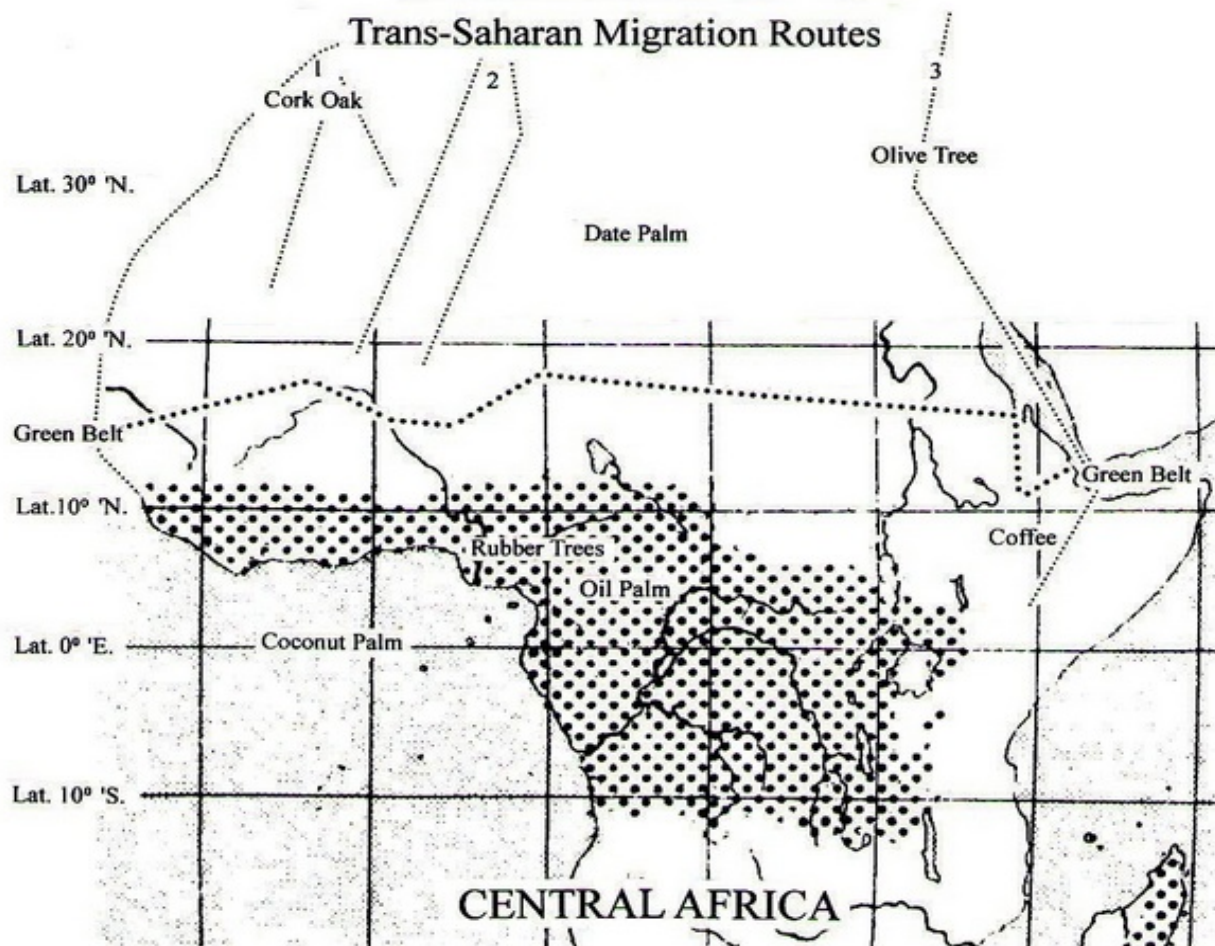 Trans-Saharan Migration Routes
1
2
3
Cork Oak
Olive Tree
Lat. 30º 'N.
Date Palm
Lat. 20º 'N.
Green Belt
Green Belt
Lat.10º 'N.
Coffee
Rubber Trees
Oil Palm
Coconut Palm
Lat. 0º 'E.
Lat. 10º 'S.
CENTRAL AFRICA